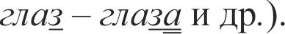 глаз – глаза и др.).